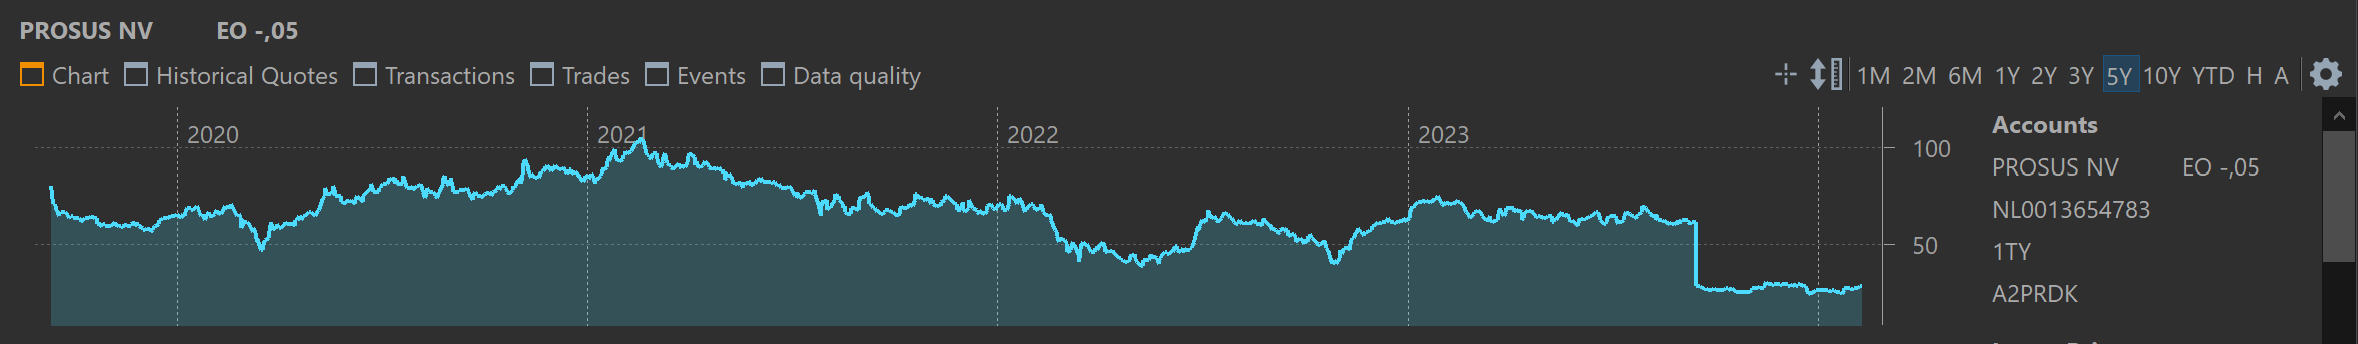 PROSUS NV EO -,05
Chart Historical Quotes Transactions Trades Events Data quality 1M 2M 6M 1Y 2Y 3Y 5Y 10Y YTD H A
2020 2021 2022 2023
100
50
Accounts
PROSUS NV EO -,05
NL0013654783
1TY
A2PRDK